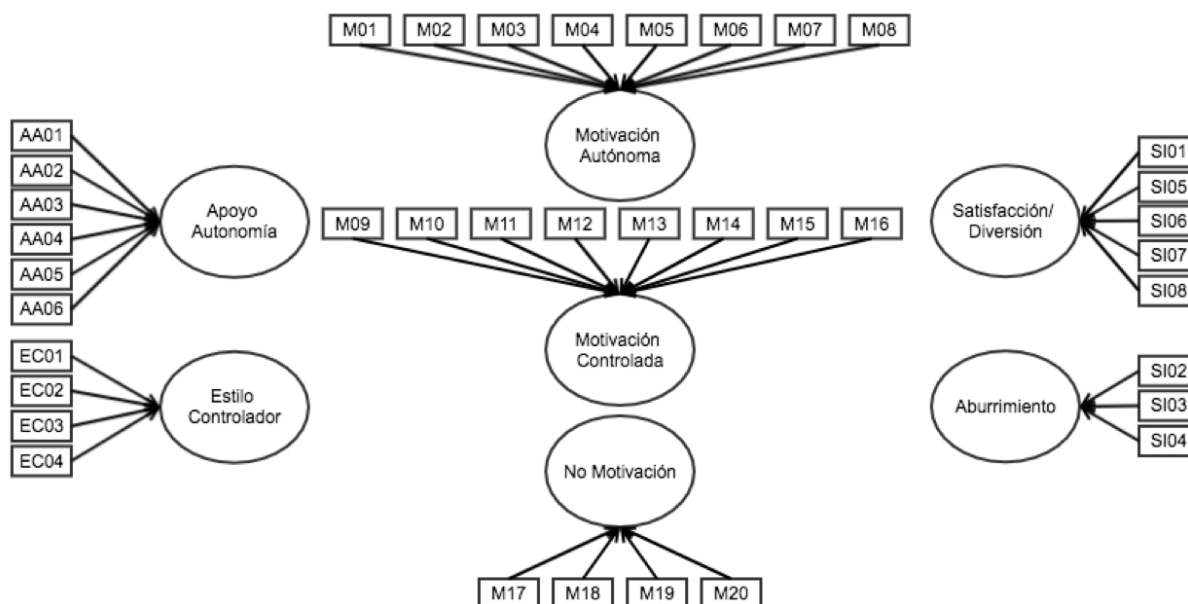 M01 M02 M03 M04 M05 M06 M07 M08
Motivación
Autónoma
AA01
AA02
AA03
AA04
AA05
AA06
Apoyo
Autonomía
SI01
SI05
SI06
SI07
SI08
Satisfacción/
Diversión
M09 M10 M11 M12 M13 M14 M15 M16
Motivación
Controlada
EC01
EC02
EC03
EC04
Estilo
Controlador
SI02
SI03
SI04
Aburrimiento
No Motivación
M17 M18 M19 M20